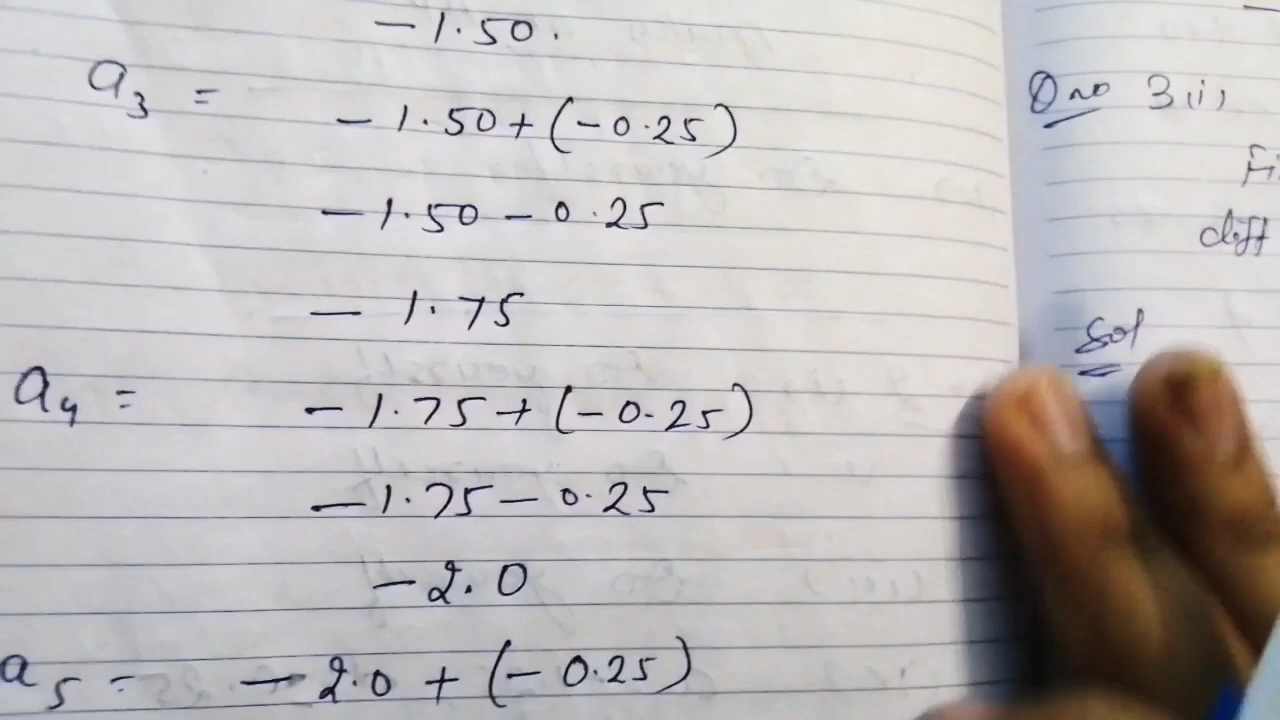 -1.50.
a3 =
-1.50+(-0.25)
-1.50-0.25
-1.75
a4 = -1.75+(-0.25)
-1.75-0.25
-2.0
a5 = -2.0+(-0.25)
Q no 3(i)
diff
Sol